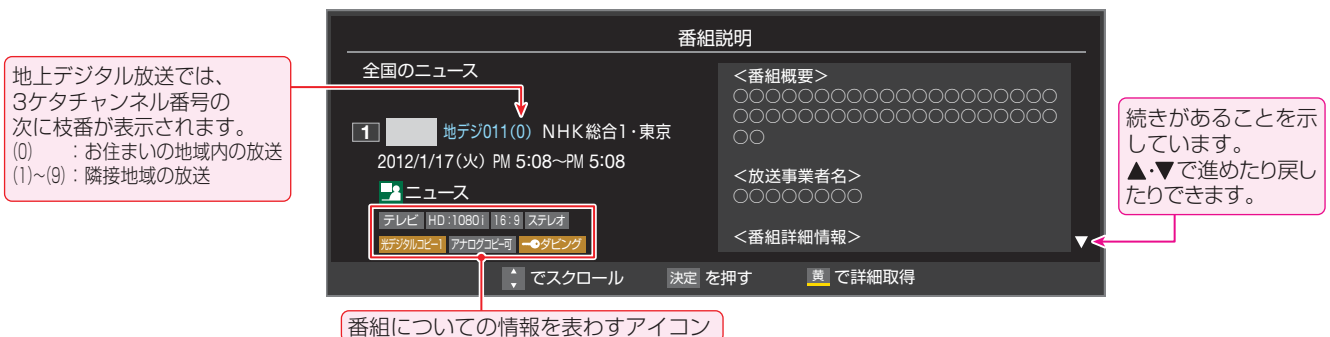 番組説明
地上デジタル放送では、
3ケタチャンネル番号の
次に枝番が表示されます。
(0)　：お住まいの地域内の放送
(1)~(9)：隣接地域の放送
全国のニュース
1 地デジ011(0) NHK総合1・東京
2012/1/17(火) PM 5:08～PM 5:08
ニュース
テレビ HD:1080i 16:9 ステレオ
光デジタルコピー1 アナログコピー可 ダビング
<番組概要>
○○○○○○○○○○○○○○○○○○○○
○○○○○○○○○○○○○○○○○○○○
○○
<放送事業者名>
○○○○○○○○
<番組詳細情報>
▼
続きがあることを示
しています。
▲・▼で進めたり戻し
たりできます。
でスクロール 決定 を押す 黄 で詳細取得
番組についての情報を表わすアイコン